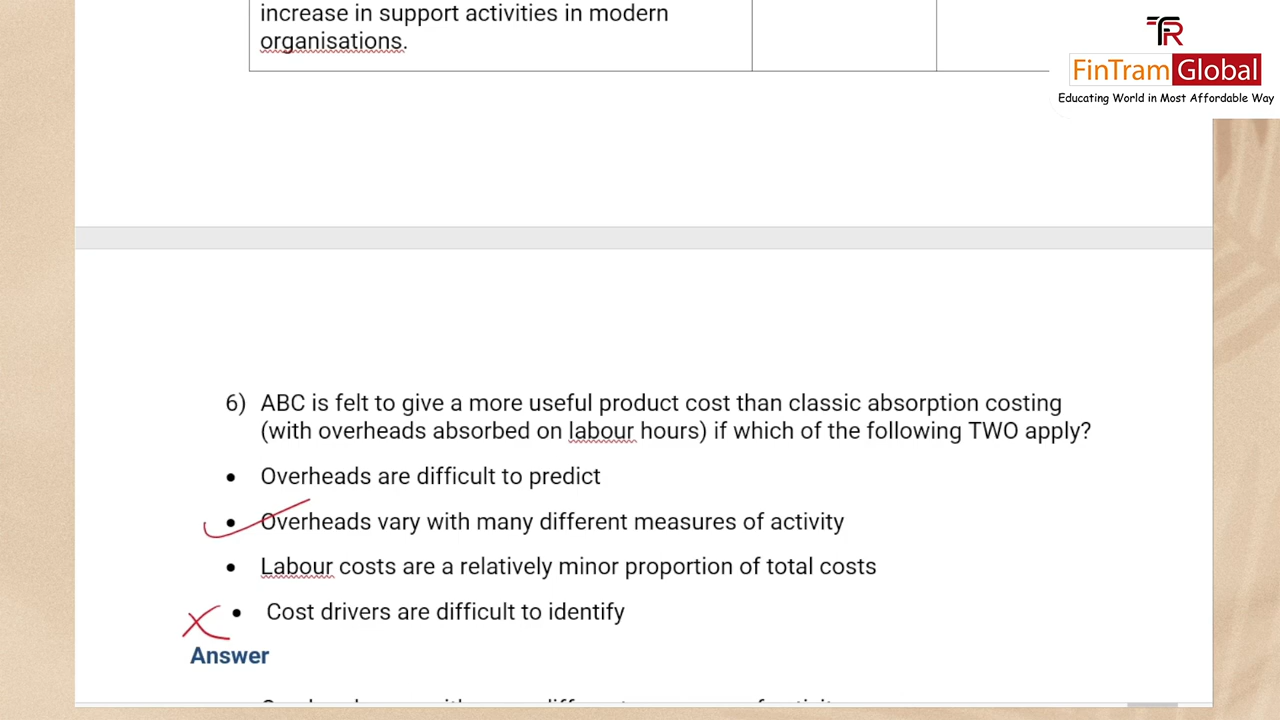 increase in support activities in modern
organisations.
TR
FinTram Global
Educating World in Most Affordable Way
6) ABC is felt to give a more useful product cost than classic absorption costing
(with overheads absorbed on labour hours) if which of the following TWO apply?
• Overheads are difficult to predict
• Overheads vary with many different measures of activity
• Labour costs are a relatively minor proportion of total costs
• Cost drivers are difficult to identify
Answer